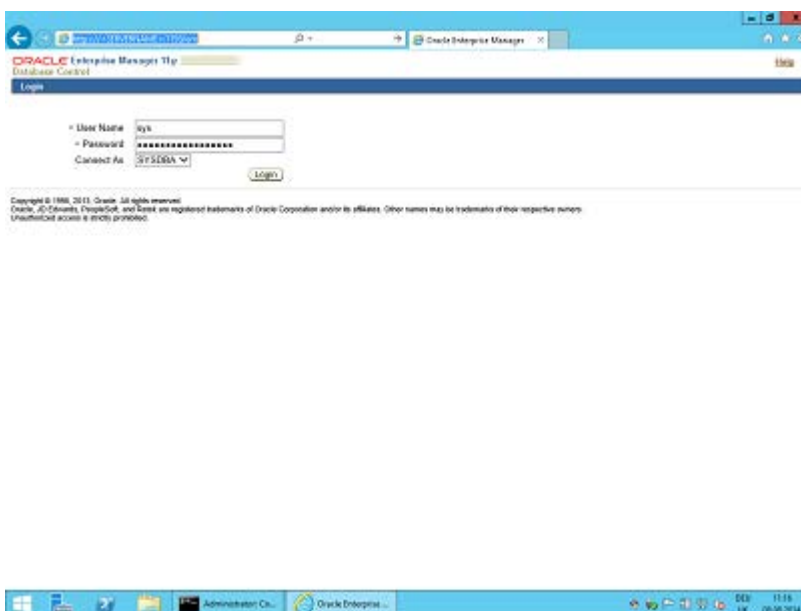 Oracle Enterprise Manager
ORACLE Enterprise Manager 11g
Database Control
Help
Login
* User Name sys
* Password
Connect As SYSDBA
Login
Copyright © 1996, 2013, Oracle. All rights reserved.
Oracle, JD Edwards, PeopleSoft, and Retek are registered trademarks of Oracle Corporation and/or its affiliates. Other names may be trademarks of their respective owners.
Unauthorized access is strictly prohibited.
Administrator: Co...
Oracle Enterprise ...
DEU
11:16